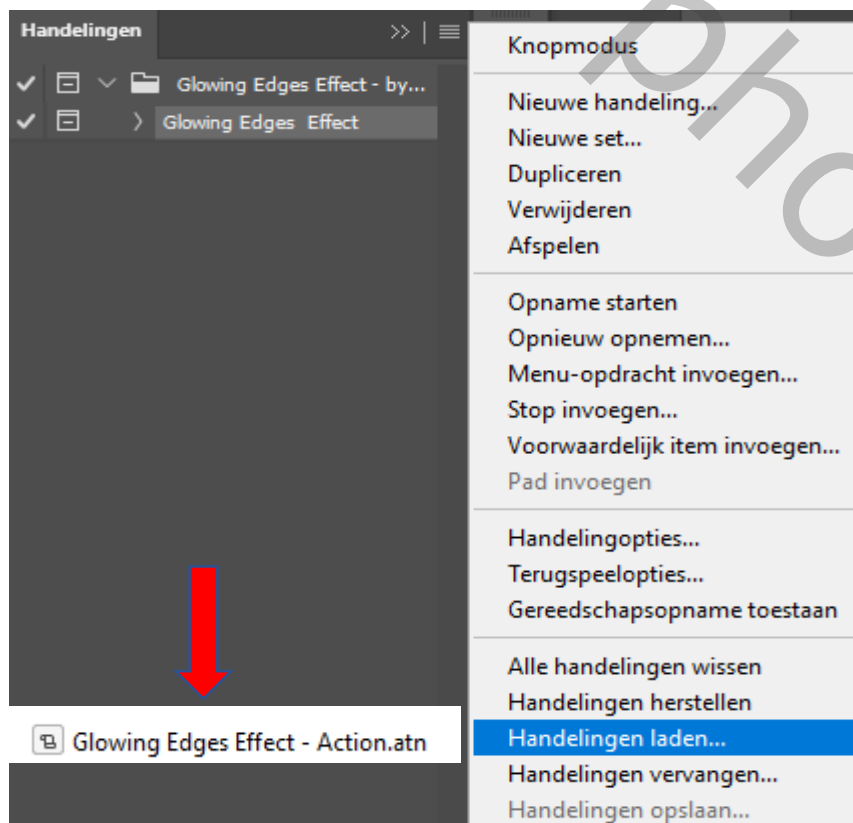 Handelingen
Glowing Edges Effect - by...
Glowing Edges Effect
Glowing Edges Effect - Action.atn
Knopmodus
Nieuwe handeling...
Nieuwe set...
Dupliceren
Verwijderen
Afspelen
Opname starten
Opnieuw opnemen...
Menu-opdracht invoegen...
Stop invoegen...
Voorwaardelijk item invoegen...
Pad invoegen
Handelingopties...
Terugspeelopties...
Gereedschapsopname toestaan
Alle handelingen wissen
Handelingen herstellen
Handelingen laden...
Handelingen vervangen...
Handelingen opslaan...
pho